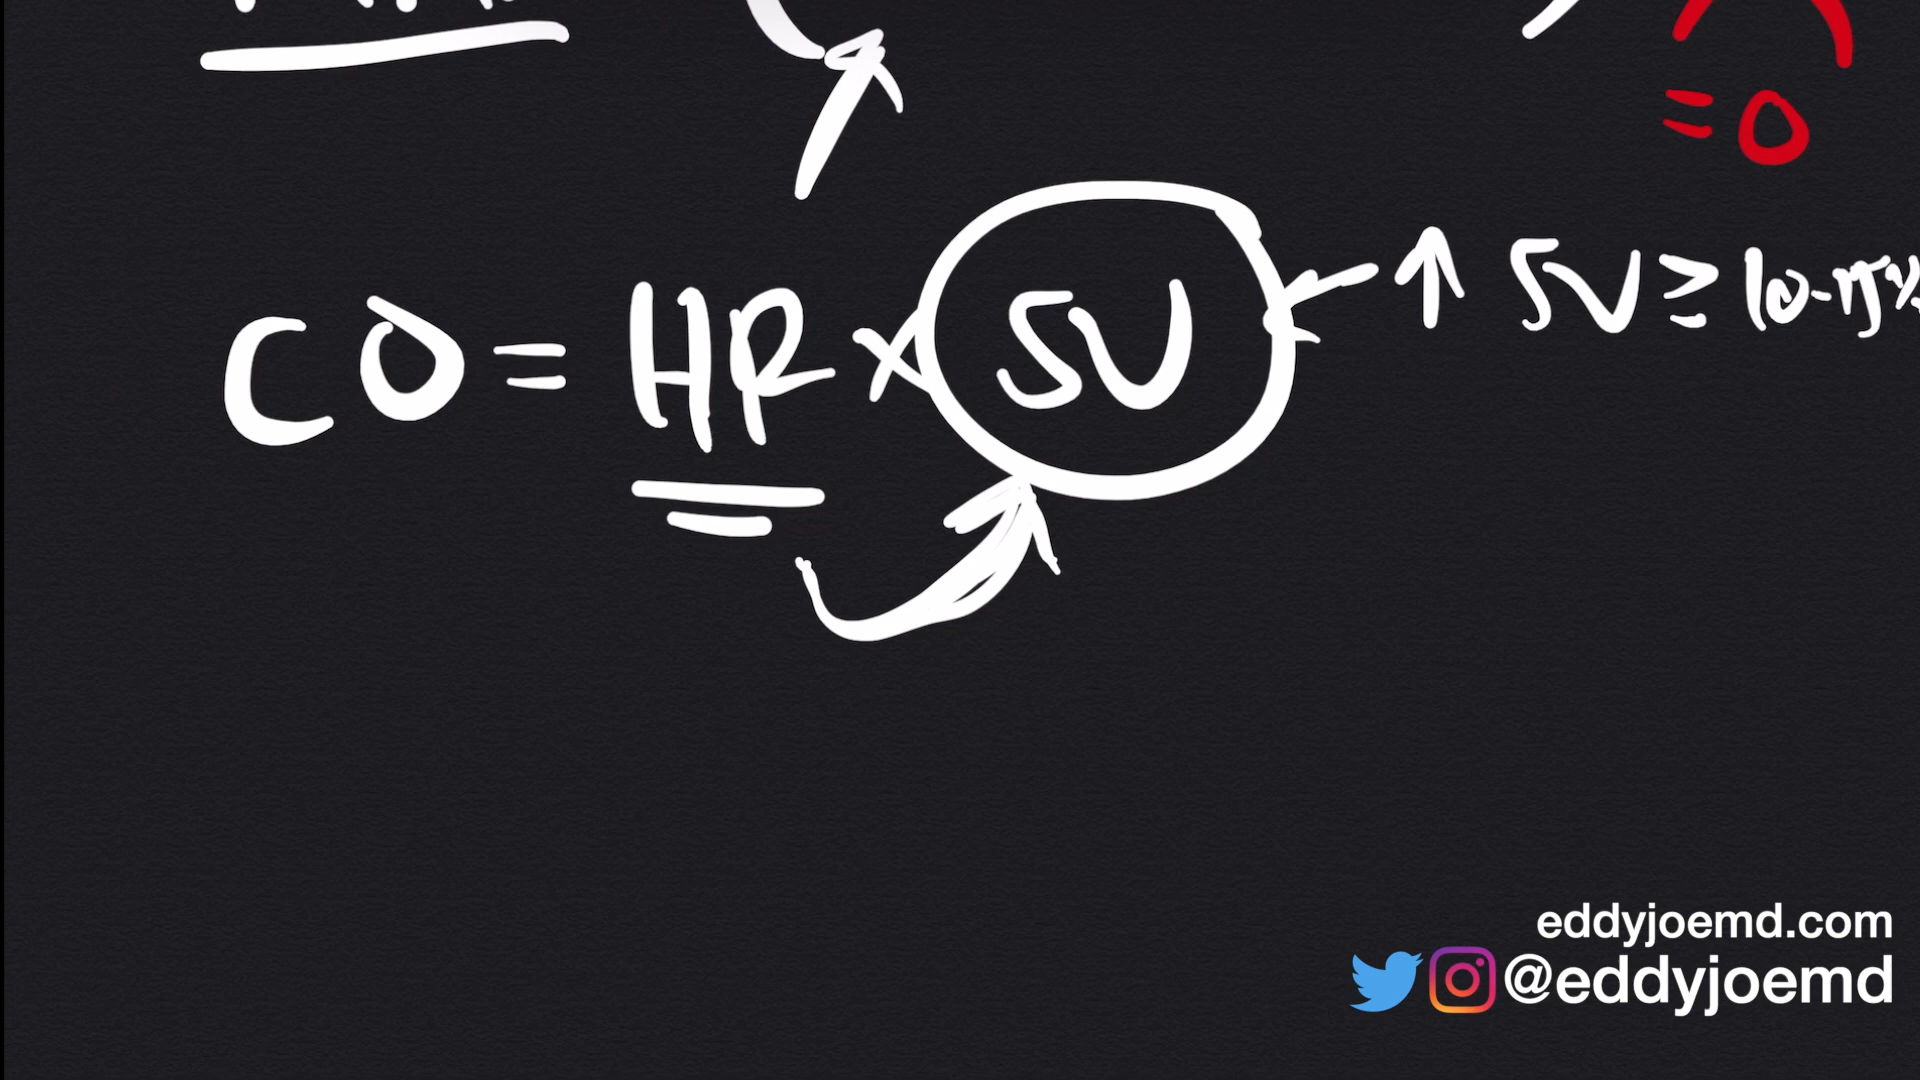 = 0
CO = HR x SV ← ↑ SV ≥ 10-15%
eddyjoemd.com
@eddyjoemd